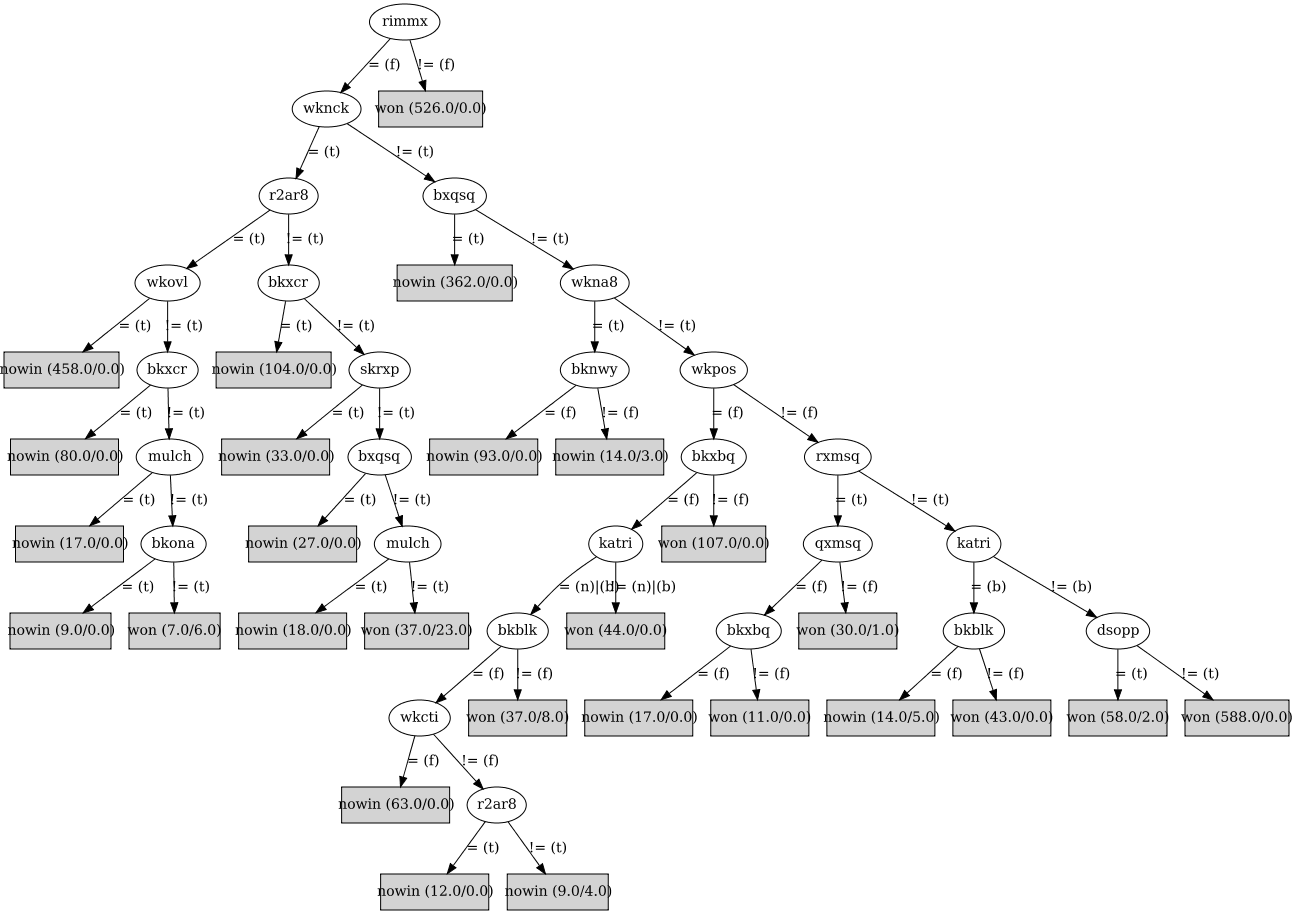 rimmx
= (f) != (f)
wknck won (526.0/0.0)
= (t) != (t)
r2ar8 bxqsq
= (t) != (t) = (t) != (t)
wkovl bkxcr nowin (362.0/0.0) wkna8
= (t) != (t) = (t) != (t) = (t) != (t)
nowin (458.0/0.0) bkxcr nowin (104.0/0.0) skrxp bknwy wkpos
= (t) != (t) = (t) != (t) = (f) != (f) = (f) != (f)
nowin (80.0/0.0) mulch nowin (33.0/0.0) bxqsq nowin (93.0/0.0) nowin (14.0/3.0) bkxbq rxmsq
= (t) != (t) = (t) != (t) = (f) != (f) = (t) != (t)
nowin (17.0/0.0) bkona nowin (27.0/0.0) mulch katri won (107.0/0.0) qxmsq katri
= (t) != (t) = (t) != (t) = (n)|(b) != (n)|(b) = (f) != (f) = (b) != (b)
nowin (9.0/0.0) won (7.0/6.0) nowin (18.0/0.0) won (37.0/23.0) bkblk won (44.0/0.0) bkxbq won (30.0/1.0) bkblk dsopp
= (f) != (f) = (f) != (f) = (f) != (f) = (t) != (t)
wkcti won (37.0/8.0) nowin (17.0/0.0) won (11.0/0.0) nowin (14.0/5.0) won (43.0/0.0) won (58.0/2.0) won (588.0/0.0)
= (f) != (f)
nowin (63.0/0.0) r2ar8
= (t) != (t)
nowin (12.0/0.0) nowin (9.0/4.0)